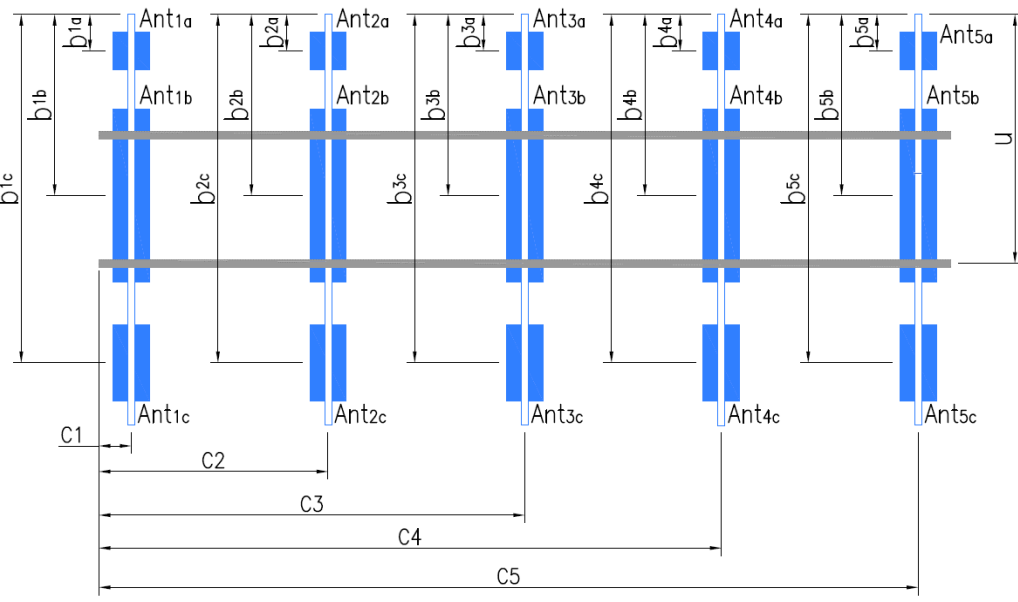 b1a Ant1a b2a Ant2a b3a Ant3a b4a Ant4a b5a Ant5a
b1b Ant1b b2b Ant2b b3b Ant3b b4b Ant4b b5b Ant5b
u
b1c b2c b3c b4c b5c
Ant1c Ant2c Ant3c Ant4c Ant5c
C1
C2
C3
C4
C5